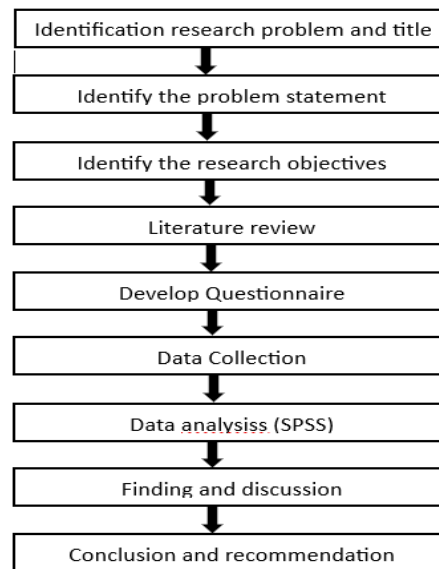 Identification research problem and title
Identify the problem statement
Identify the research objectives
Literature review
Develop Questionnaire
Data Collection
Data analysiss (SPSS)
Finding and discussion
Conclusion and recommendation